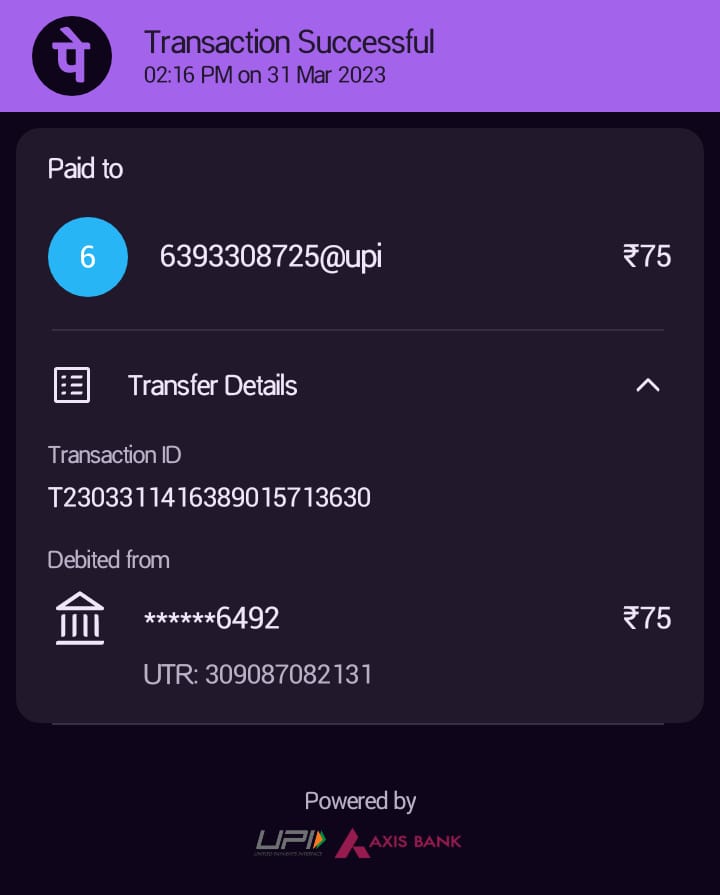 पे
Transaction Successful
02:16 PM on 31 Mar 2023
Paid to
6
6393308725@upi
₹75
Transfer Details
Transaction ID
T2303311416389015713630
Debited from
******6492
₹75
UTR: 309087082131
Powered by
UPI
UNIFIED PAYMENTS INTERFACE
AXIS BANK